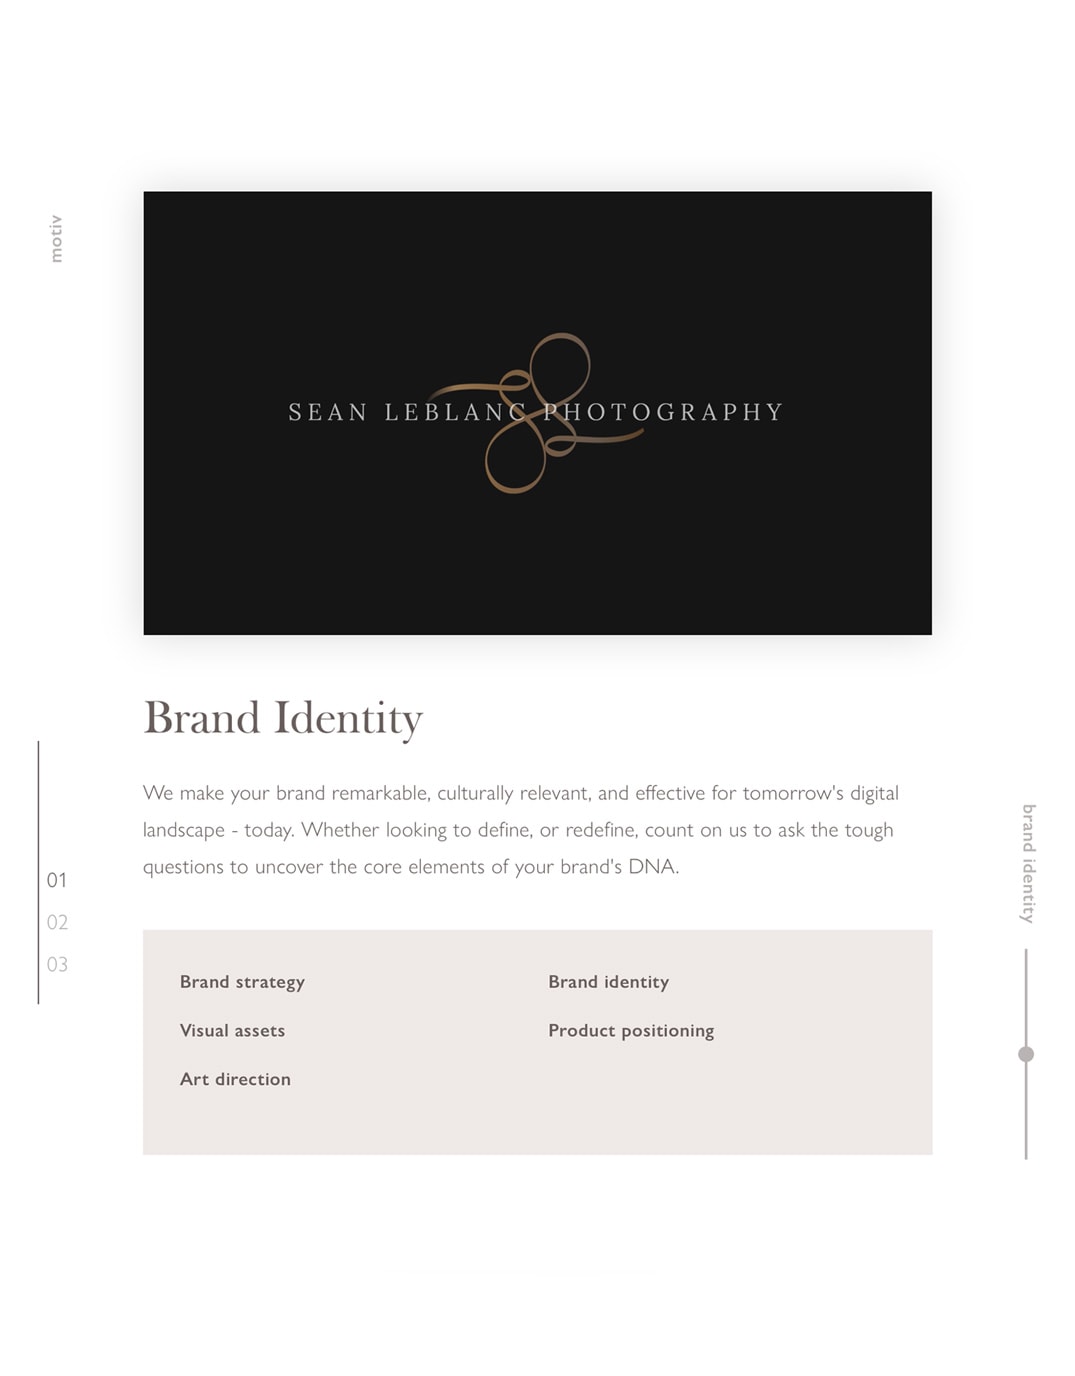 motiv
SEAN LEBLANC PHOTOGRAPHY
Brand Identity
We make your brand remarkable, culturally relevant, and effective for tomorrow's digital
landscape - today. Whether looking to define, or redefine, count on us to ask the tough
questions to uncover the core elements of your brand's DNA.
01
02
03
brand identity
Brand strategy
Brand identity
Visual assets
Product positioning
Art direction